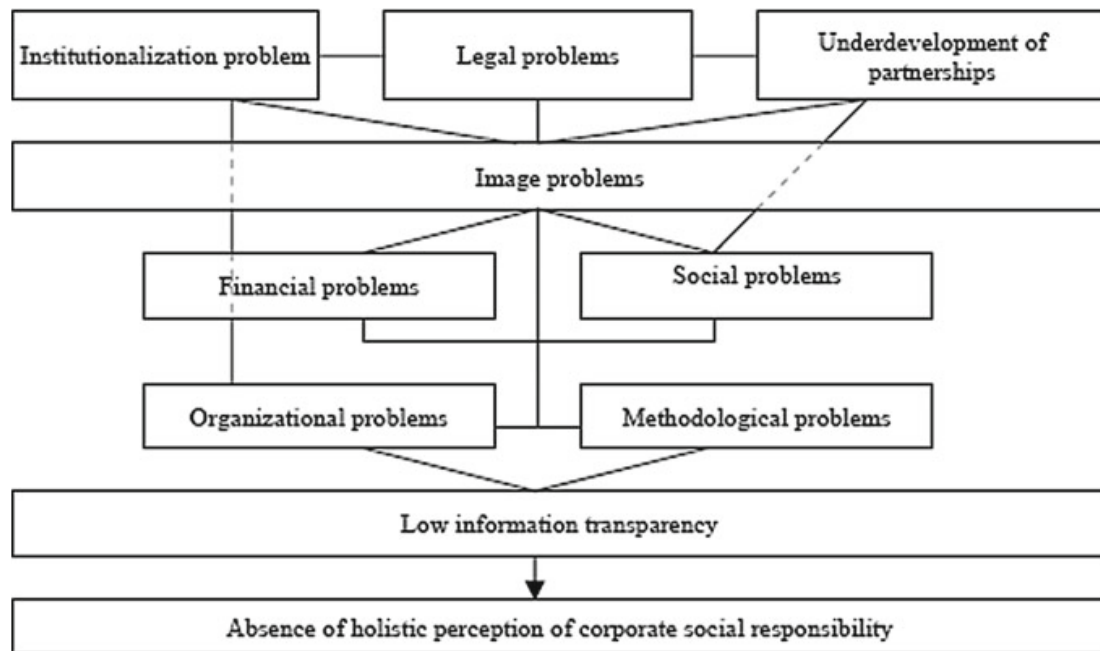 Institutionalization problem
Legal problems
Underdevelopment of
partnerships
Image problems
Financial problems
Social problems
Organizational problems
Methodological problems
Low information transparency
Absence of holistic perception of corporate social responsibility